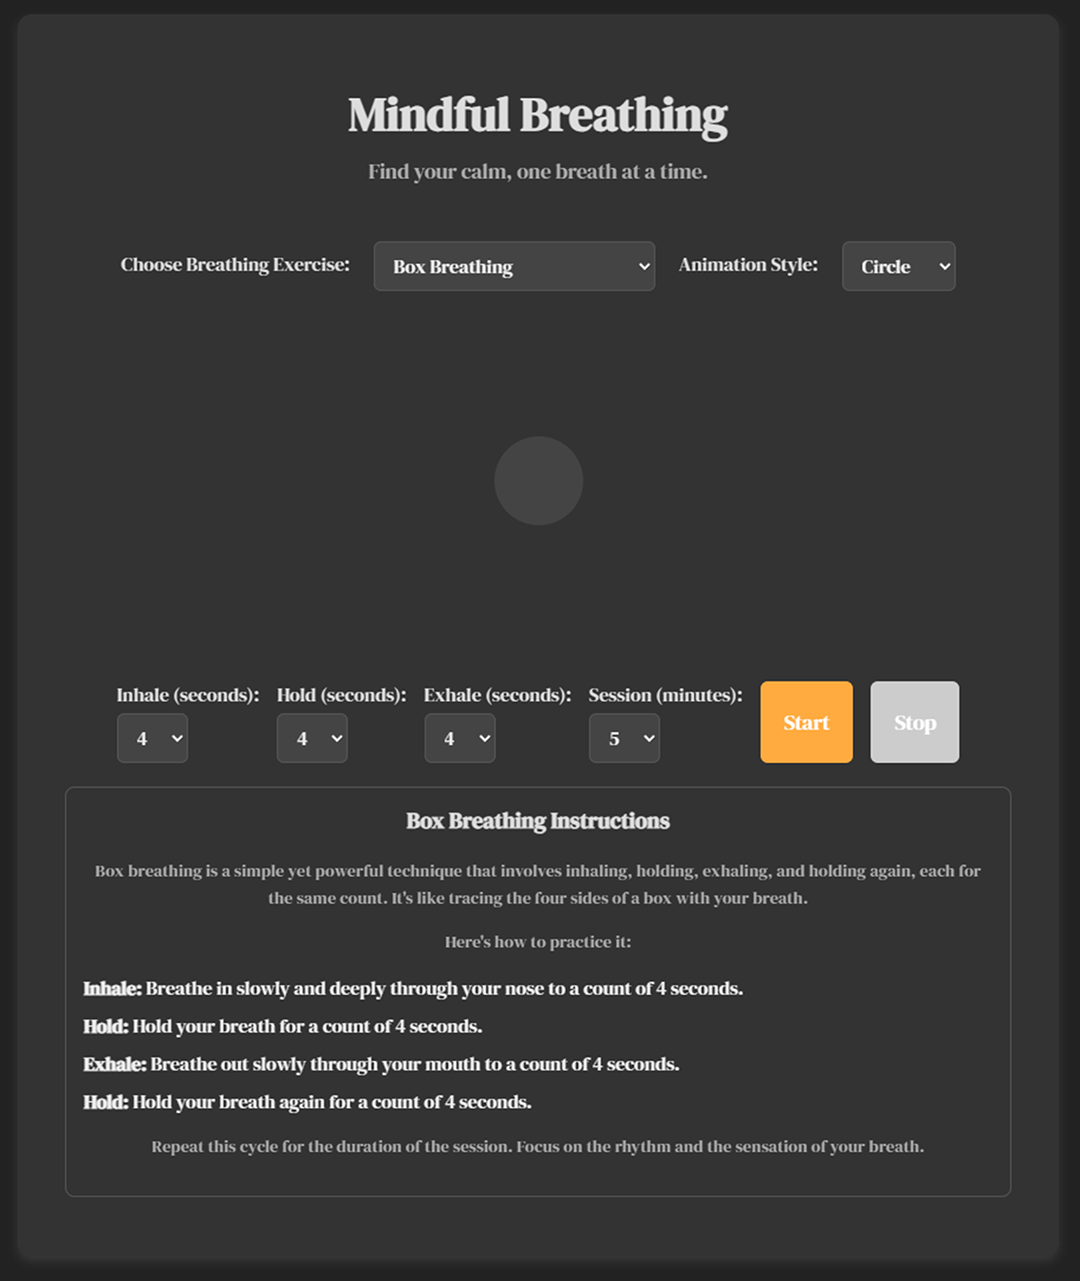 Mindful Breathing
Find your calm, one breath at a time.
Choose Breathing Exercise: Box Breathing Animation Style: Circle
Inhale (seconds): Hold (seconds): Exhale (seconds): Session (minutes):
4 4 4 5 Start Stop
Box Breathing Instructions
Box breathing is a simple yet powerful technique that involves inhaling, holding, exhaling, and holding again, each for
the same count. It's like tracing the four sides of a box with your breath.
Here's how to practice it:
Inhale: Breathe in slowly and deeply through your nose to a count of 4 seconds.
Hold: Hold your breath for a count of 4 seconds.
Exhale: Breathe out slowly through your mouth to a count of 4 seconds.
Hold: Hold your breath again for a count of 4 seconds.
Repeat this cycle for the duration of the session. Focus on the rhythm and the sensation of your breath.